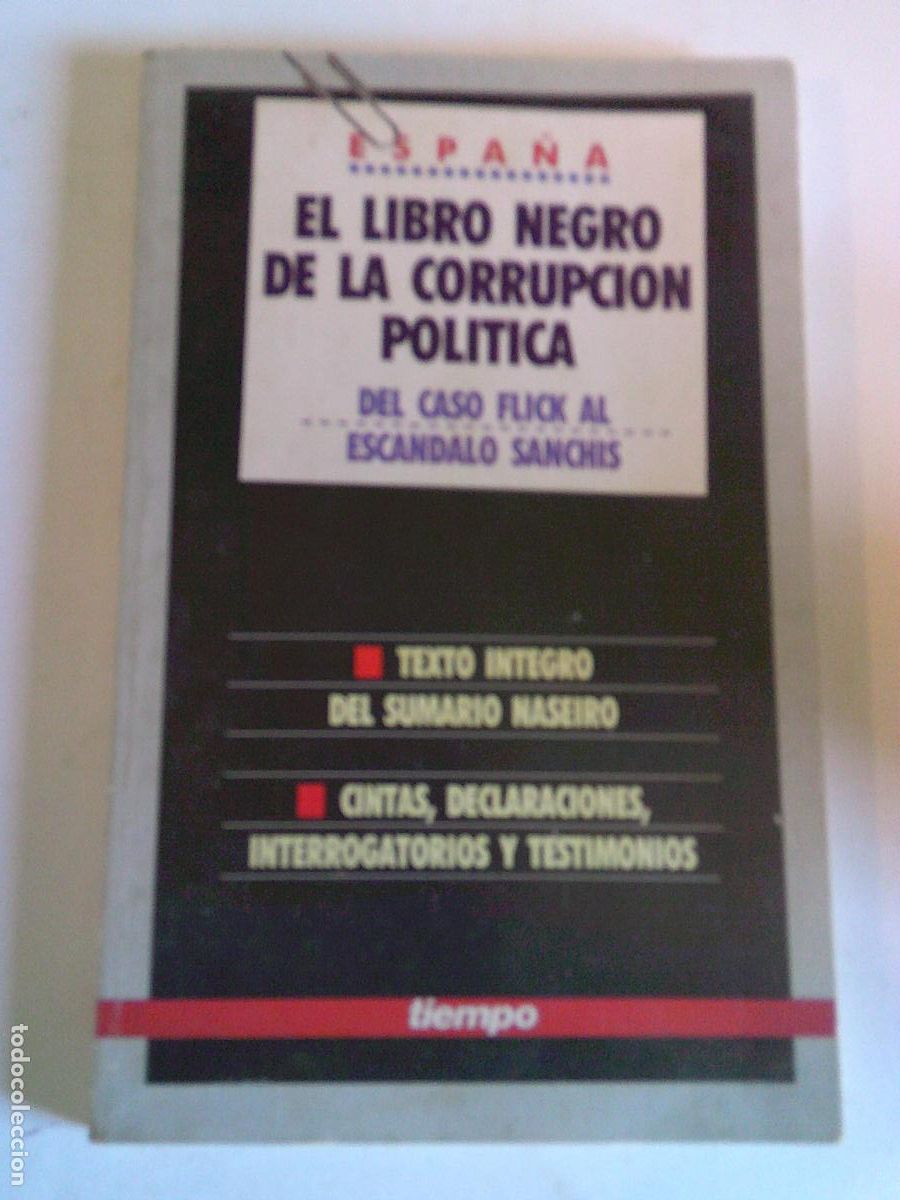 ESPAÑA
EL LIBRO NEGRO
DE LA CORRUPCION
POLITICA
DEL CASO FLICK AL
ESCANDALO SANCHIS
TEXTO INTEGRO
DEL SUMARIO NASEIRO
CINTAS, DECLARACIONES,
INTERROGATORIOS Y TESTIMONIOS
tiempo
todocoleccion